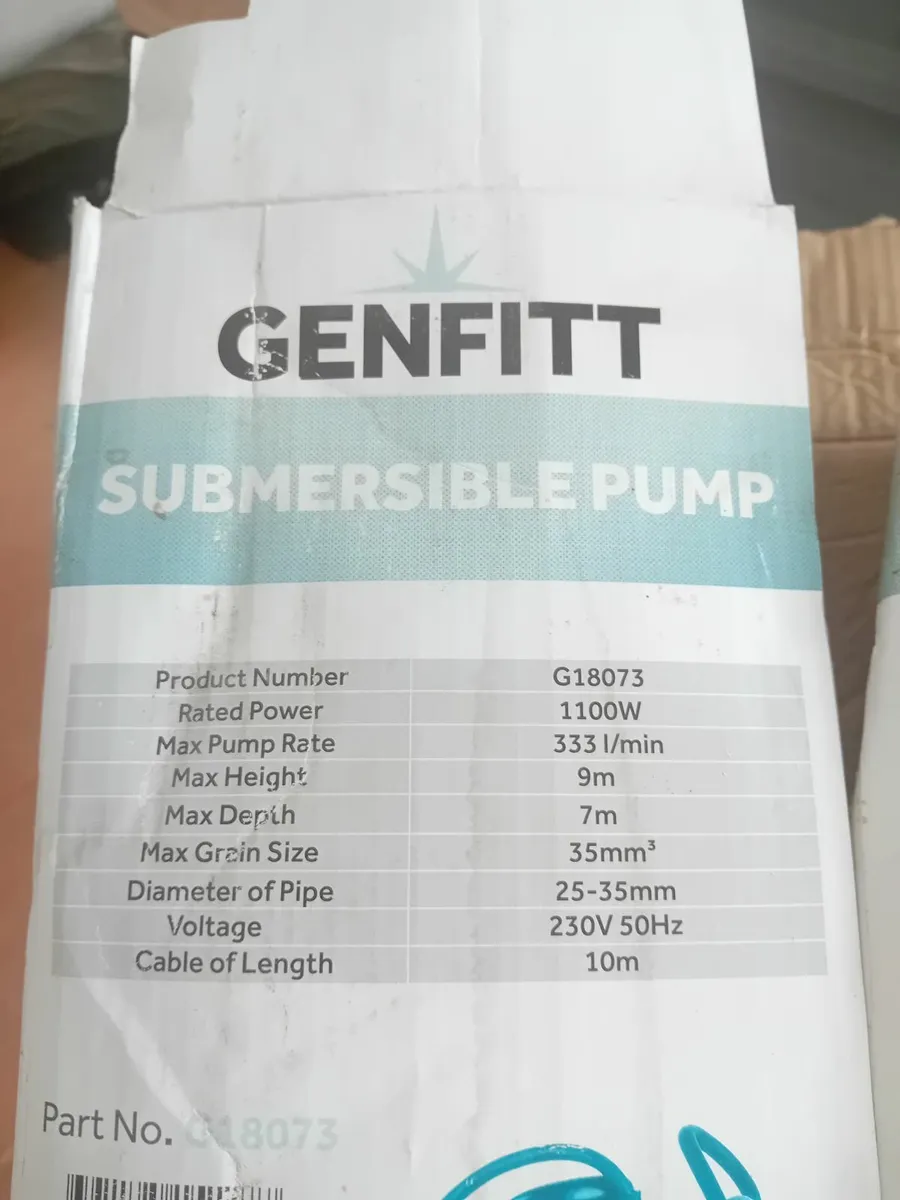 GENFITT
SUBMERSIBLE PUMP
Product Number G18073
Rated Power 1100W
Max Pump Rate 333 l/min
Max Height 9m
Max Depth 7m
Max Grain Size 35mm³
Diameter of Pipe 25-35mm
Voltage 230V 50Hz
Cable of Length 10m
Part No. G18073